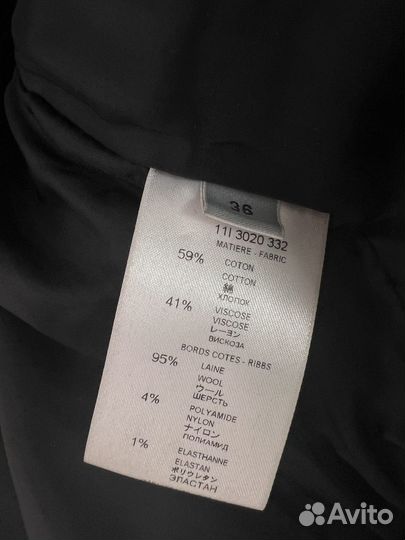 36
11I 3020 332
MATIERE - FABRIC
59% COTON
COTTON
綿
ХЛОПОК
41% VISCOSE
VISCOSE
レーヨン
ВИСКОЗА
BORDS COTES - RIBBS
95% LAINE
WOOL
ウール
ШЕРСТЬ
4% POLYAMIDE
NYLON
ナイロン
ПОЛИАМИД
1% ELASTHANNE
ELASTAN
ポリウレタン
ЭЛАСТАН
Avito